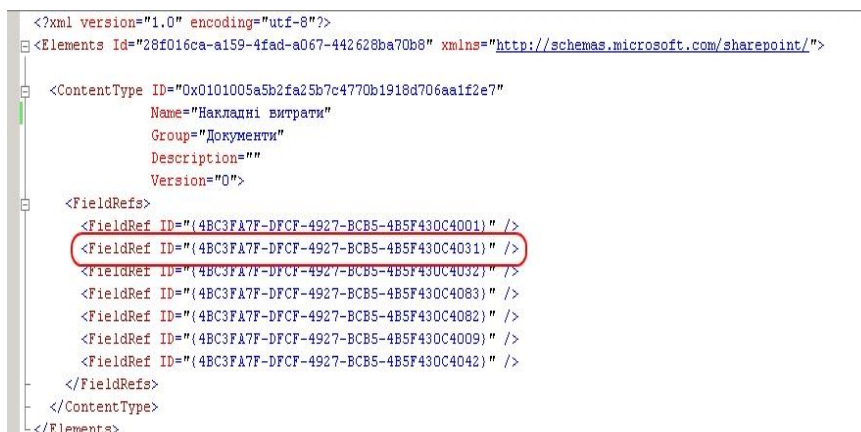 <?xml version="1.0" encoding="utf-8"?>
<Elements Id="28f016ca-a159-4fad-a067-442628ba70b8" xmlns="http://schemas.microsoft.com/sharepoint/">
<ContentType ID="0x0101005a5b2fa25b7c4770b1918d706aa1f2e7"
Name="Накладні витрати"
Group="Документи"
Description=""
Version="0">
<FieldRefs>
<FieldRef ID="{4BC3FA7F-DFCF-4927-BCB5-4B5F430C4001}" />
<FieldRef ID="{4BC3FA7F-DFCF-4927-BCB5-4B5F430C4031}" />
<FieldRef ID="{4BC3FA7F-DFCF-4927-BCB5-4B5F430C4032}" />
<FieldRef ID="{4BC3FA7F-DFCF-4927-BCB5-4B5F430C4083}" />
<FieldRef ID="{4BC3FA7F-DFCF-4927-BCB5-4B5F430C4082}" />
<FieldRef ID="{4BC3FA7F-DFCF-4927-BCB5-4B5F430C4009}" />
<FieldRef ID="{4BC3FA7F-DFCF-4927-BCB5-4B5F430C4042}" />
</FieldRefs>
</ContentType>
</Elements>